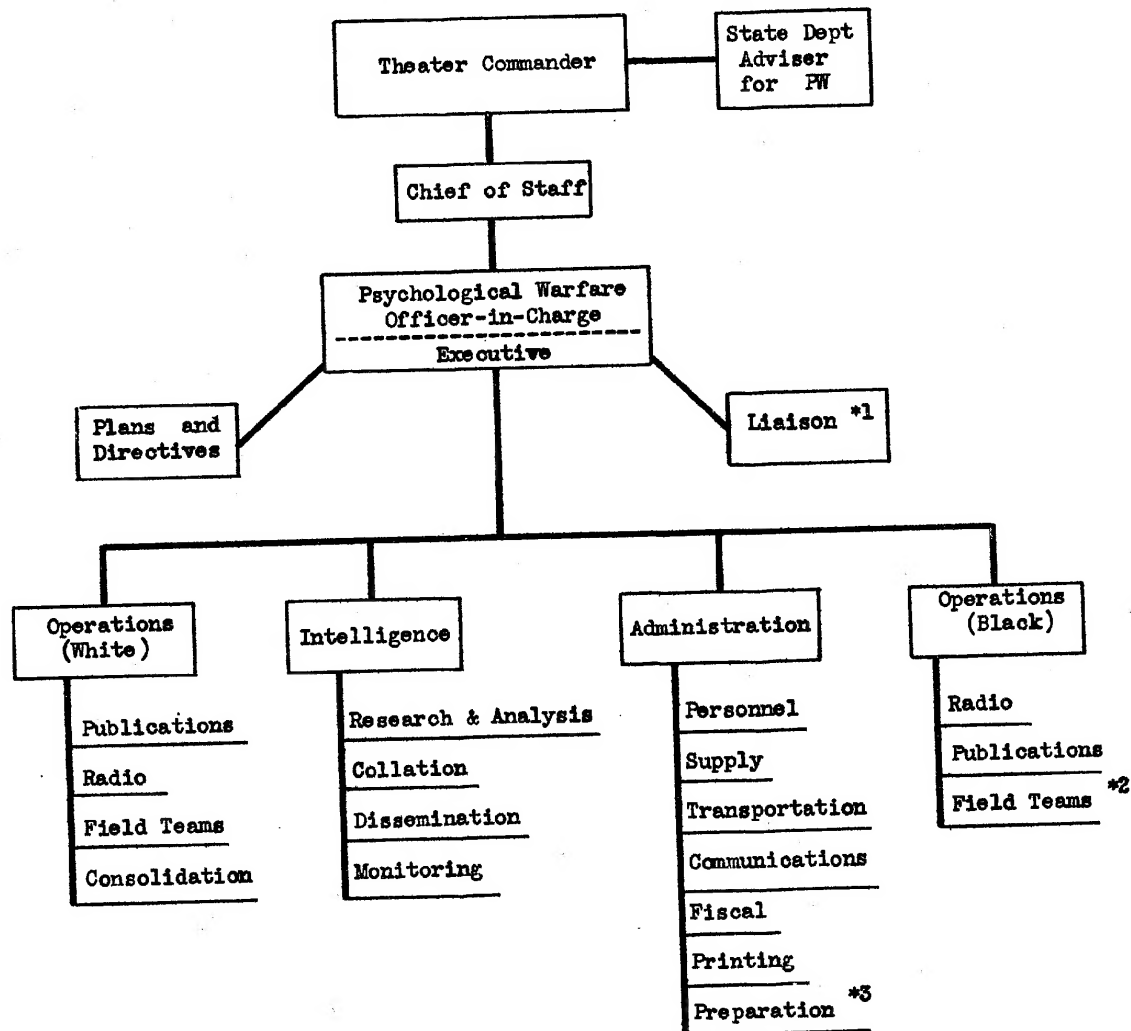 Theater Commander
State Dept
Adviser
for PW
Chief of Staff
Psychological Warfare
Officer-in-Charge
Executive
Plans and
Directives
Liaison *1
Operations
(White)
Publications
Radio
Field Teams
Consolidation
Intelligence
Research & Analysis
Collation
Dissemination
Monitoring
Administration
Personnel
Supply
Transportation
Communications
Fiscal
Printing
Preparation *3
Operations
(Black)
Radio
Publications
Field Teams *2